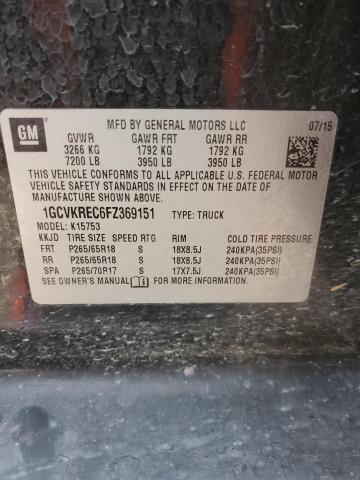 MFD BY GENERAL MOTORS LLC 07/15
GM
GVWR GAWR FRT GAWR RR
3266 KG 1792 KG 1792 KG
7200 LB 3950 LB 3950 LB
THIS VEHICLE CONFORMS TO ALL APPLICABLE U.S. FEDERAL MOTOR
VEHICLE SAFETY STANDARDS IN EFFECT ON THE DATE OF
MANUFACTURE SHOWN ABOVE.
1GCVKREC6FZ369151 TYPE: TRUCK
MODEL: K15753
KKJD TIRE SIZE SPEED RTG RIM COLD TIRE PRESSURE
FRT P265/65R18 S 18X8.5J 240KPA(35PSI)
RR P265/65R18 S 18X8.5J 240KPA(35PSI)
SPA P265/70R17 S 17X7.5J 240KPA(35PSI)
SEE OWNER'S MANUAL FOR MORE INFORMATION.